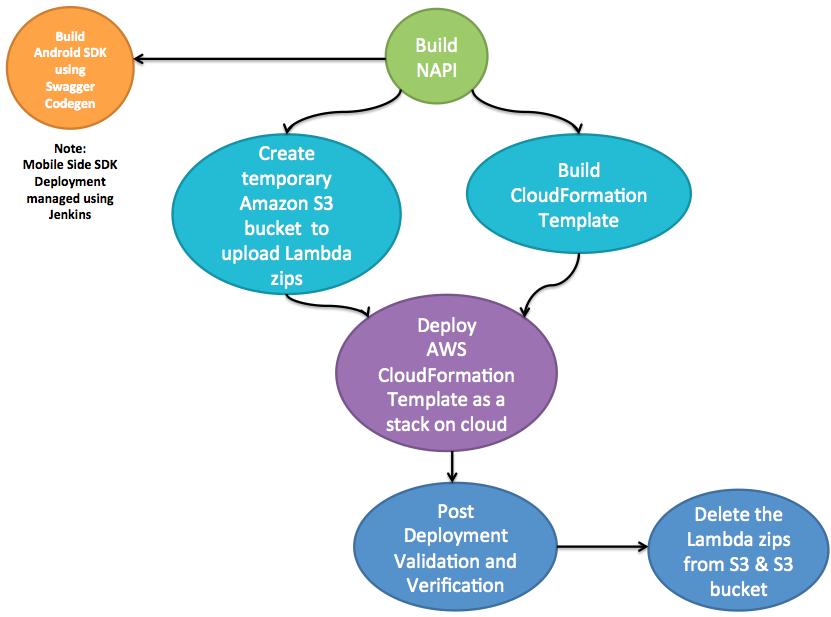 Build
Android SDK
using
Swagger
Codegen
Build
NAPI
Note:
Mobile Side SDK
Deployment
managed using
Jenkins
Create
temporary
Amazon S3
bucket to
upload Lambda
zips
Build
CloudFormation
Template
Deploy
AWS
CloudFormation
Template as a
stack on cloud
Post
Deployment
Validation and
Verification
Delete the
Lambda zips
from S3 & S3
bucket